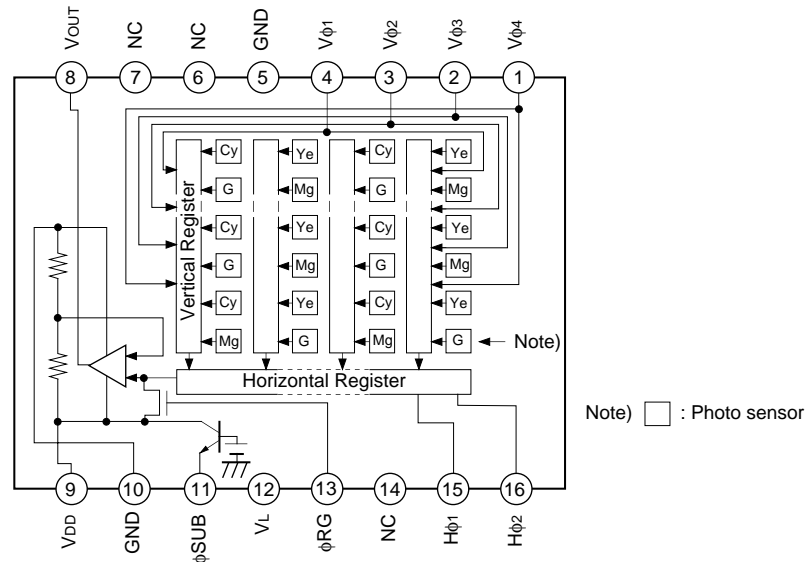 VOUT NC NC GND Vϕ1 Vϕ2 Vϕ3 Vϕ4
8 7 6 5 4 3 2 1
Vertical Register
Cy Ye Cy Ye
G Mg G Mg
Cy Ye Cy Ye
G Mg G Mg
Cy Ye Cy Ye
Mg G Mg G Note)
Horizontal Register
Note) : Photo sensor
9 10 11 12 13 14 15 16
VDD GND ϕSUB VL ϕRG NC Hϕ1 Hϕ2